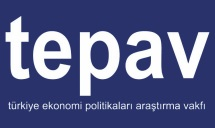 tepav
türkiye ekonomi politikaları araştırma vakfı